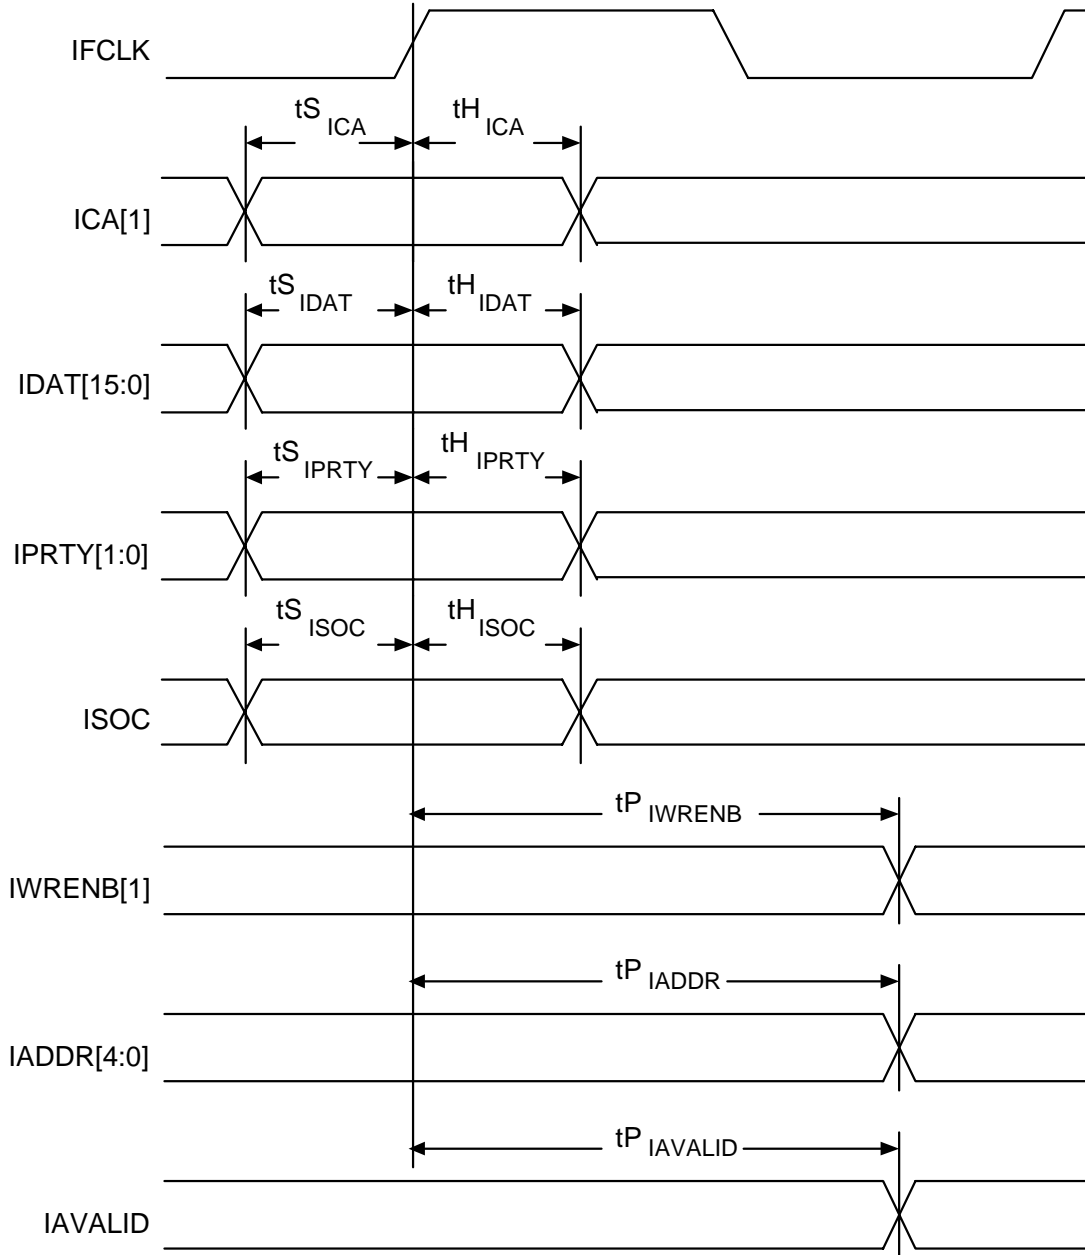 IFCLK
tS ICA tH ICA
ICA[1]
tS IDAT tH IDAT
IDAT[15:0]
tS IPRTY tH IPRTY
IPRTY[1:0]
tS ISOC tH ISOC
ISOC
tP IWRENB
IWRENB[1]
tP IADDR
IADDR[4:0]
tP IAVALID
IAVALID